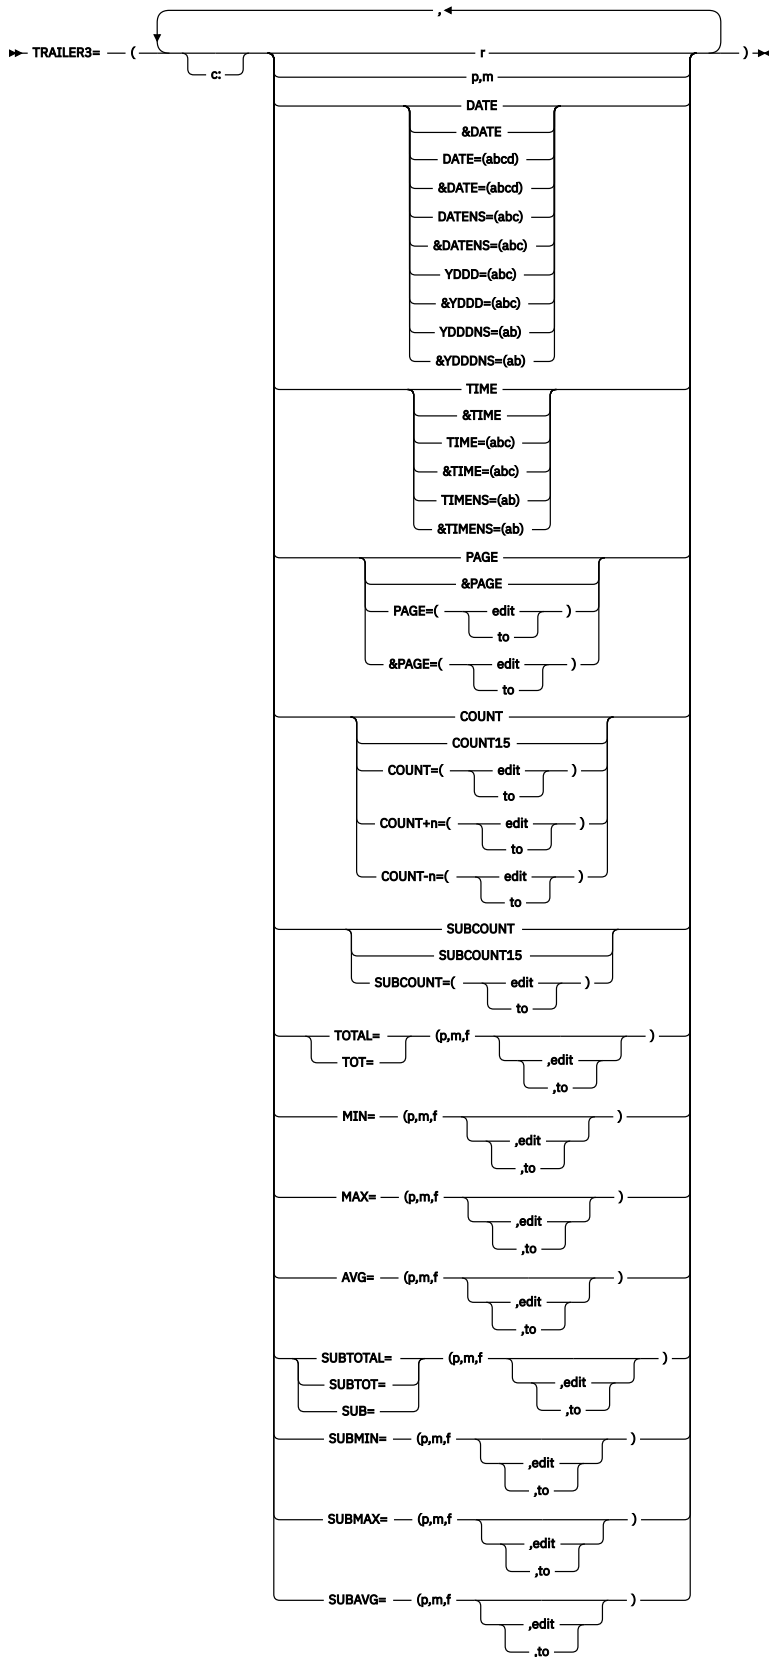 ,
TRAILER3= ( r )
c:
p,m
DATE
&DATE
DATE=(abcd)
&DATE=(abcd)
DATENS=(abc)
&DATENS=(abc)
YDDD=(abc)
&YDDD=(abc)
YDDDNS=(ab)
&YDDDNS=(ab)
TIME
&TIME
TIME=(abc)
&TIME=(abc)
TIMENS=(ab)
&TIMENS=(ab)
PAGE
&PAGE
PAGE=( edit )
to
&PAGE=( edit )
to
COUNT
COUNT15
COUNT=( edit )
to
COUNT+n=( edit )
to
COUNT-n=( edit )
to
SUBCOUNT
SUBCOUNT15
SUBCOUNT=( edit )
to
TOTAL= (p,m,f )
TOT= ,edit
,to
MIN= (p,m,f )
,edit
,to
MAX= (p,m,f )
,edit
,to
AVG= (p,m,f )
,edit
,to
SUBTOTAL= (p,m,f )
SUBTOT= ,edit
SUB= ,to
SUBMIN= (p,m,f )
,edit
,to
SUBMAX= (p,m,f )
,edit
,to
SUBAVG= (p,m,f )
,edit
,to